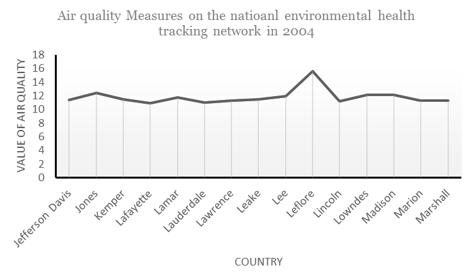 Air quality Measures on the natioanl environmental health
tracking network in 2004
VALUE OF AIR QUALITY
18
16
14
12
10
8
6
4
2
0
Jefferson Davis
Jones
Kemper
Lafayette
Lamar
Lauderdale
Lawrence
Leake
Lee
Leflore
Lincoln
Lowndes
Madison
Marion
Marshall
COUNTRY